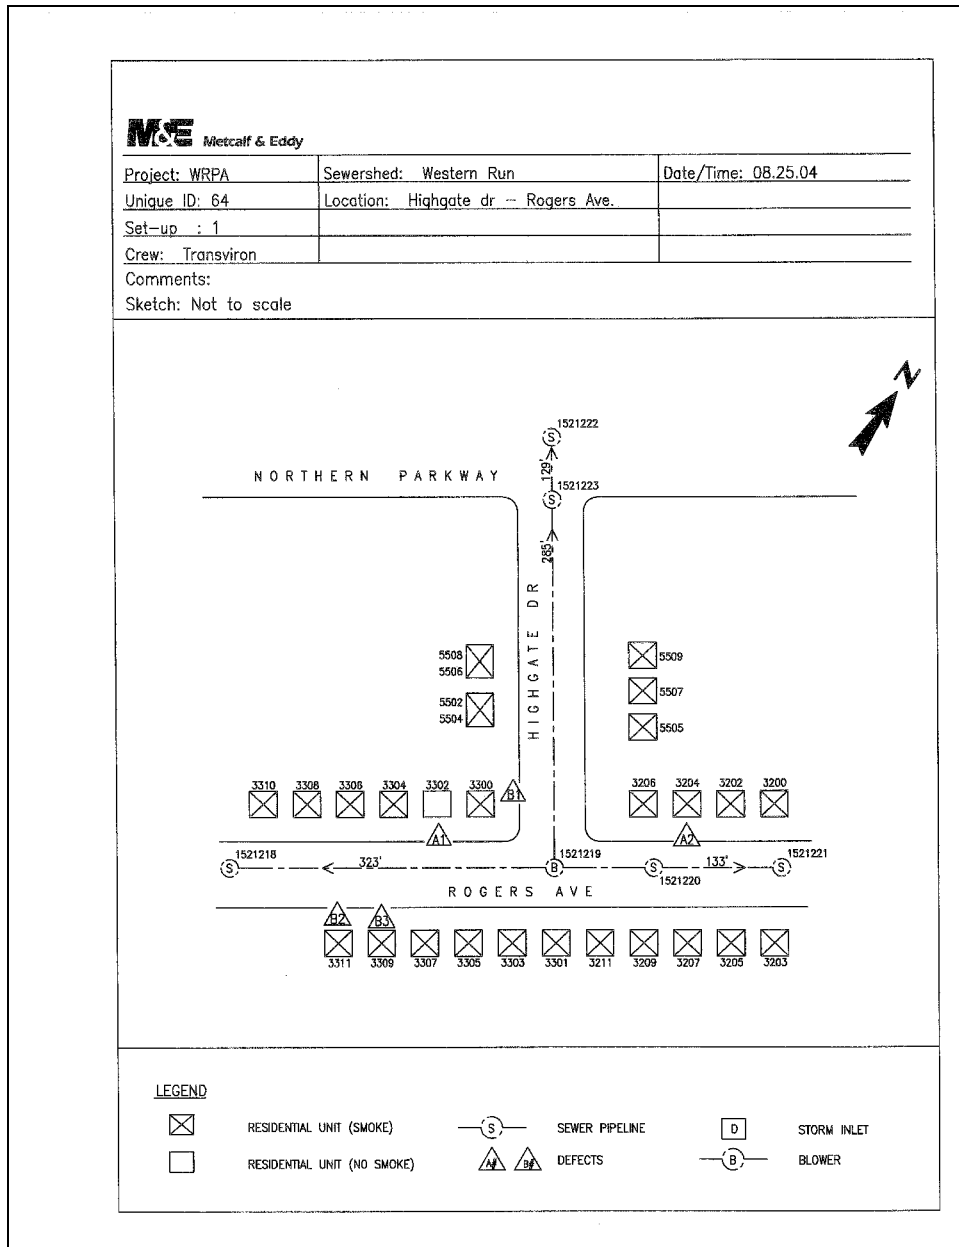 M&E Metcalf & Eddy
Project: WRPA
Sewershed: Western Run
Date/Time: 08.25.04
Unique ID: 64
Location: Highgate dr - Rogers Ave.
Set-up : 1
Crew: Transviron
Comments:
Sketch: Not to scale
N
1521222
S
129'
NORTHERN PARKWAY
1521223
S
285'
HIGHGATE DR
5508
5506
5509
5507
5502
5504
5505
3310 3308 3306 3304 3302 3300
B1
3206 3204 3202 3200
A1
A2
1521218
S
323'
1521219
B
S
1521220
133'
1521221
S
ROGERS AVE
B2 B3
3311 3309 3307 3305 3303 3301 3211 3209 3207 3205 3203
LEGEND
RESIDENTIAL UNIT (SMOKE)
S SEWER PIPELINE
D STORM INLET
RESIDENTIAL UNIT (NO SMOKE)
A# B# DEFECTS
B BLOWER